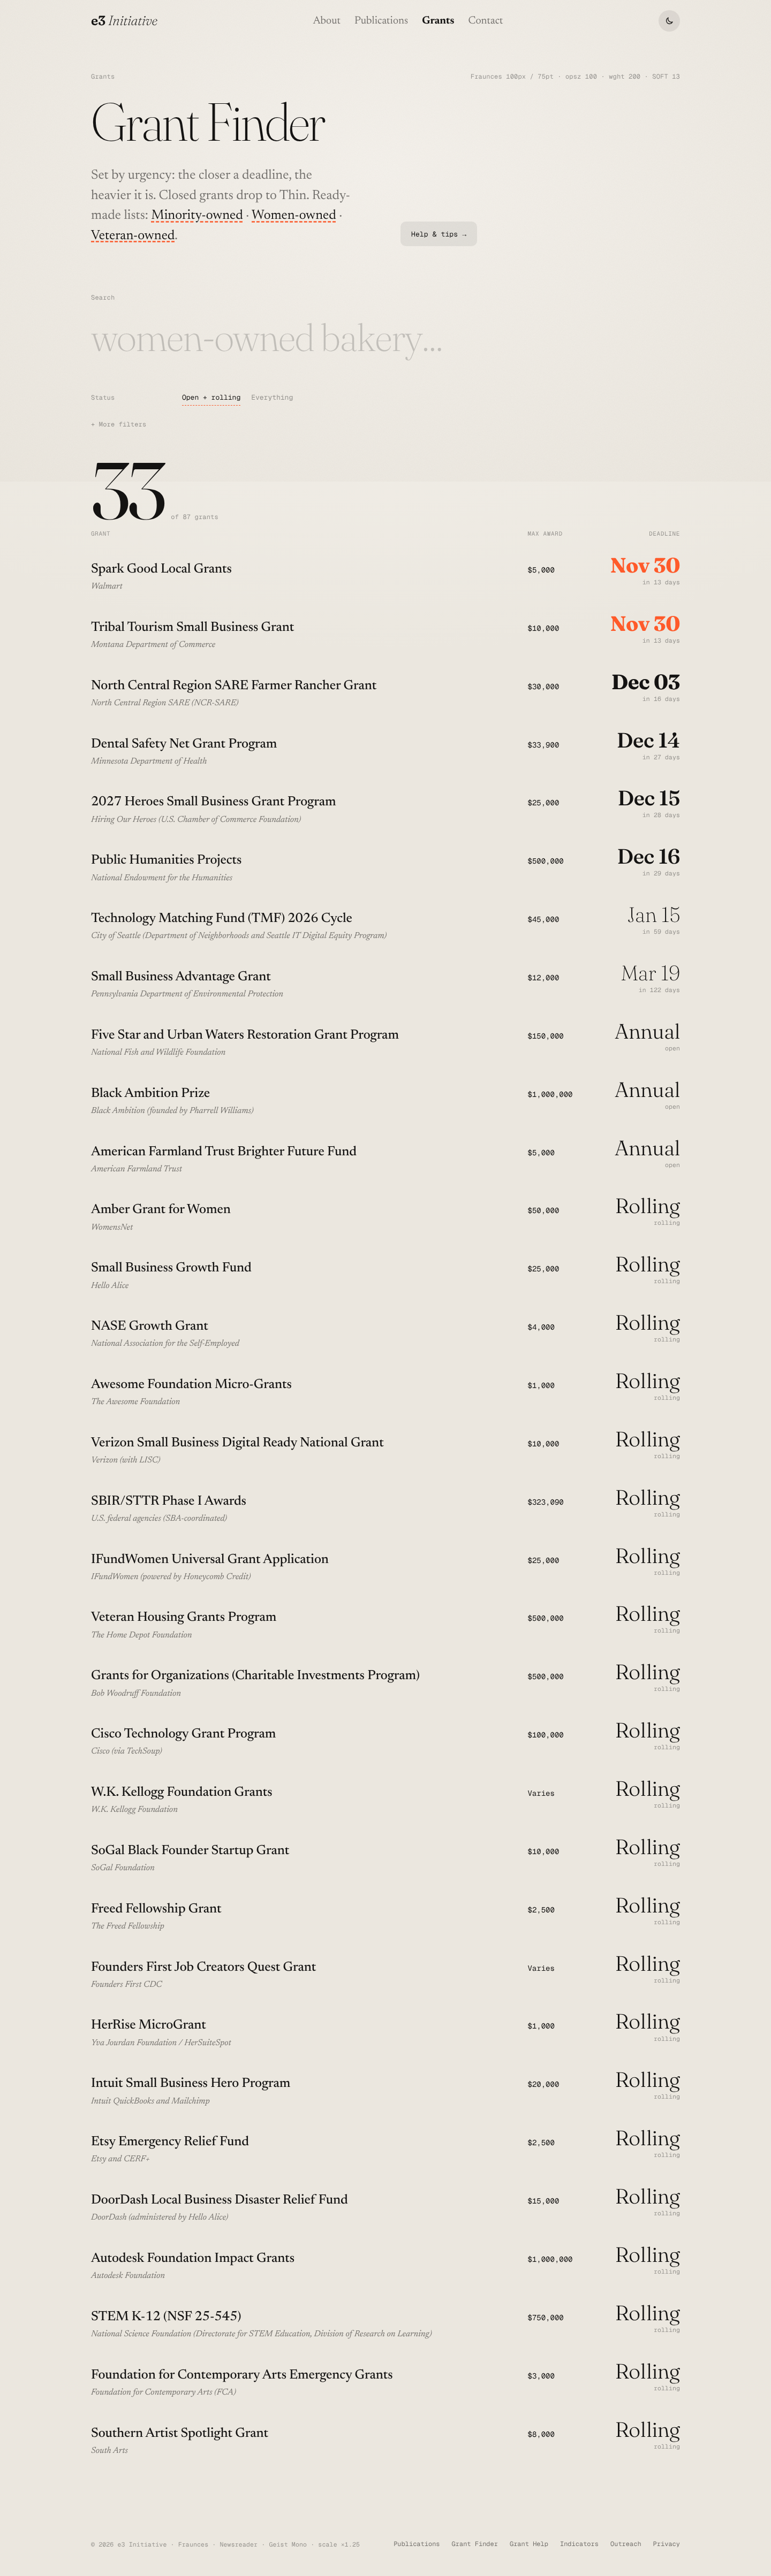 e3 Initiative
About Publications Grants Contact
Grants
Fraunces 100px / 75pt · opsz 100 · wght 200 · SOFT 13
Grant Finder
Set by urgency: the closer a deadline, the
heavier it is. Closed grants drop to Thin. Ready-
made lists: Minority-owned · Women-owned ·
Veteran-owned.
Help & tips →
Search
women-owned bakery…
Status Open + rolling Everything
+ More filters
33 of 87 grants
GRANT MAX AWARD DEADLINE
Spark Good Local Grants $5,000 Nov 30
Walmart in 13 days
Tribal Tourism Small Business Grant $10,000 Nov 30
Montana Department of Commerce in 13 days
North Central Region SARE Farmer Rancher Grant $30,000 Dec 03
North Central Region SARE (NCR-SARE) in 16 days
Dental Safety Net Grant Program $33,900 Dec 14
Minnesota Department of Health in 27 days
2027 Heroes Small Business Grant Program $25,000 Dec 15
Hiring Our Heroes (U.S. Chamber of Commerce Foundation) in 28 days
Public Humanities Projects $500,000 Dec 16
National Endowment for the Humanities in 29 days
Technology Matching Fund (TMF) 2026 Cycle $45,000 Jan 15
City of Seattle (Department of Neighborhoods and Seattle IT Digital Equity Program) in 59 days
Small Business Advantage Grant $12,000 Mar 19
Pennsylvania Department of Environmental Protection in 122 days
Five Star and Urban Waters Restoration Grant Program $150,000 Annual
National Fish and Wildlife Foundation open
Black Ambition Prize $1,000,000 Annual
Black Ambition (founded by Pharrell Williams) open
American Farmland Trust Brighter Future Fund $5,000 Annual
American Farmland Trust open
Amber Grant for Women $50,000 Rolling
WomensNet rolling
Small Business Growth Fund $25,000 Rolling
Hello Alice rolling
NASE Growth Grant $4,000 Rolling
National Association for the Self-Employed rolling
Awesome Foundation Micro-Grants $1,000 Rolling
The Awesome Foundation rolling
Verizon Small Business Digital Ready National Grant $10,000 Rolling
Verizon (with LISC) rolling
SBIR/STTR Phase I Awards $323,090 Rolling
U.S. federal agencies (SBA-coordinated) rolling
IFundWomen Universal Grant Application $25,000 Rolling
IFundWomen (powered by Honeycomb Credit) rolling
Veteran Housing Grants Program $500,000 Rolling
The Home Depot Foundation rolling
Grants for Organizations (Charitable Investments Program) $500,000 Rolling
Bob Woodruff Foundation rolling
Cisco Technology Grant Program $100,000 Rolling
Cisco (via TechSoup) rolling
W.K. Kellogg Foundation Grants Varies Rolling
W.K. Kellogg Foundation rolling
SoGal Black Founder Startup Grant $10,000 Rolling
SoGal Foundation rolling
Freed Fellowship Grant $2,500 Rolling
The Freed Fellowship rolling
Founders First Job Creators Quest Grant Varies Rolling
Founders First CDC rolling
HerRise MicroGrant $1,000 Rolling
Yva Jourdan Foundation / HerSuiteSpot rolling
Intuit Small Business Hero Program $20,000 Rolling
Intuit QuickBooks and Mailchimp rolling
Etsy Emergency Relief Fund $2,500 Rolling
Etsy and CERF+ rolling
DoorDash Local Business Disaster Relief Fund $15,000 Rolling
DoorDash (administered by Hello Alice) rolling
Autodesk Foundation Impact Grants $1,000,000 Rolling
Autodesk Foundation rolling
STEM K-12 (NSF 25-545) $750,000 Rolling
National Science Foundation (Directorate for STEM Education, Division of Research on Learning) rolling
Foundation for Contemporary Arts Emergency Grants $3,000 Rolling
Foundation for Contemporary Arts (FCA) rolling
Southern Artist Spotlight Grant $8,000 Rolling
South Arts rolling
© 2026 e3 Initiative · Fraunces · Newsreader · Geist Mono · scale ×1.25
Publications Grant Finder Grant Help Indicators Outreach Privacy